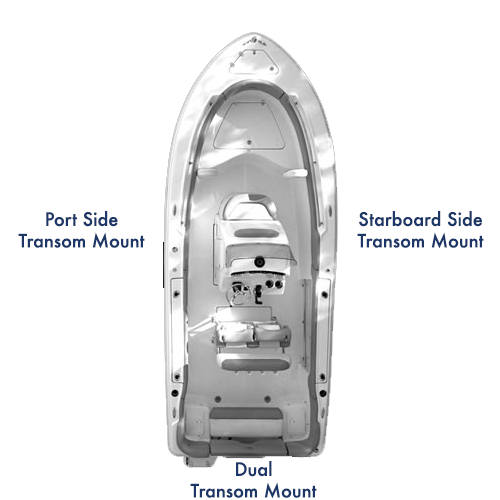 Port Side
Transom Mount
Starboard Side
Transom Mount
Dual
Transom Mount